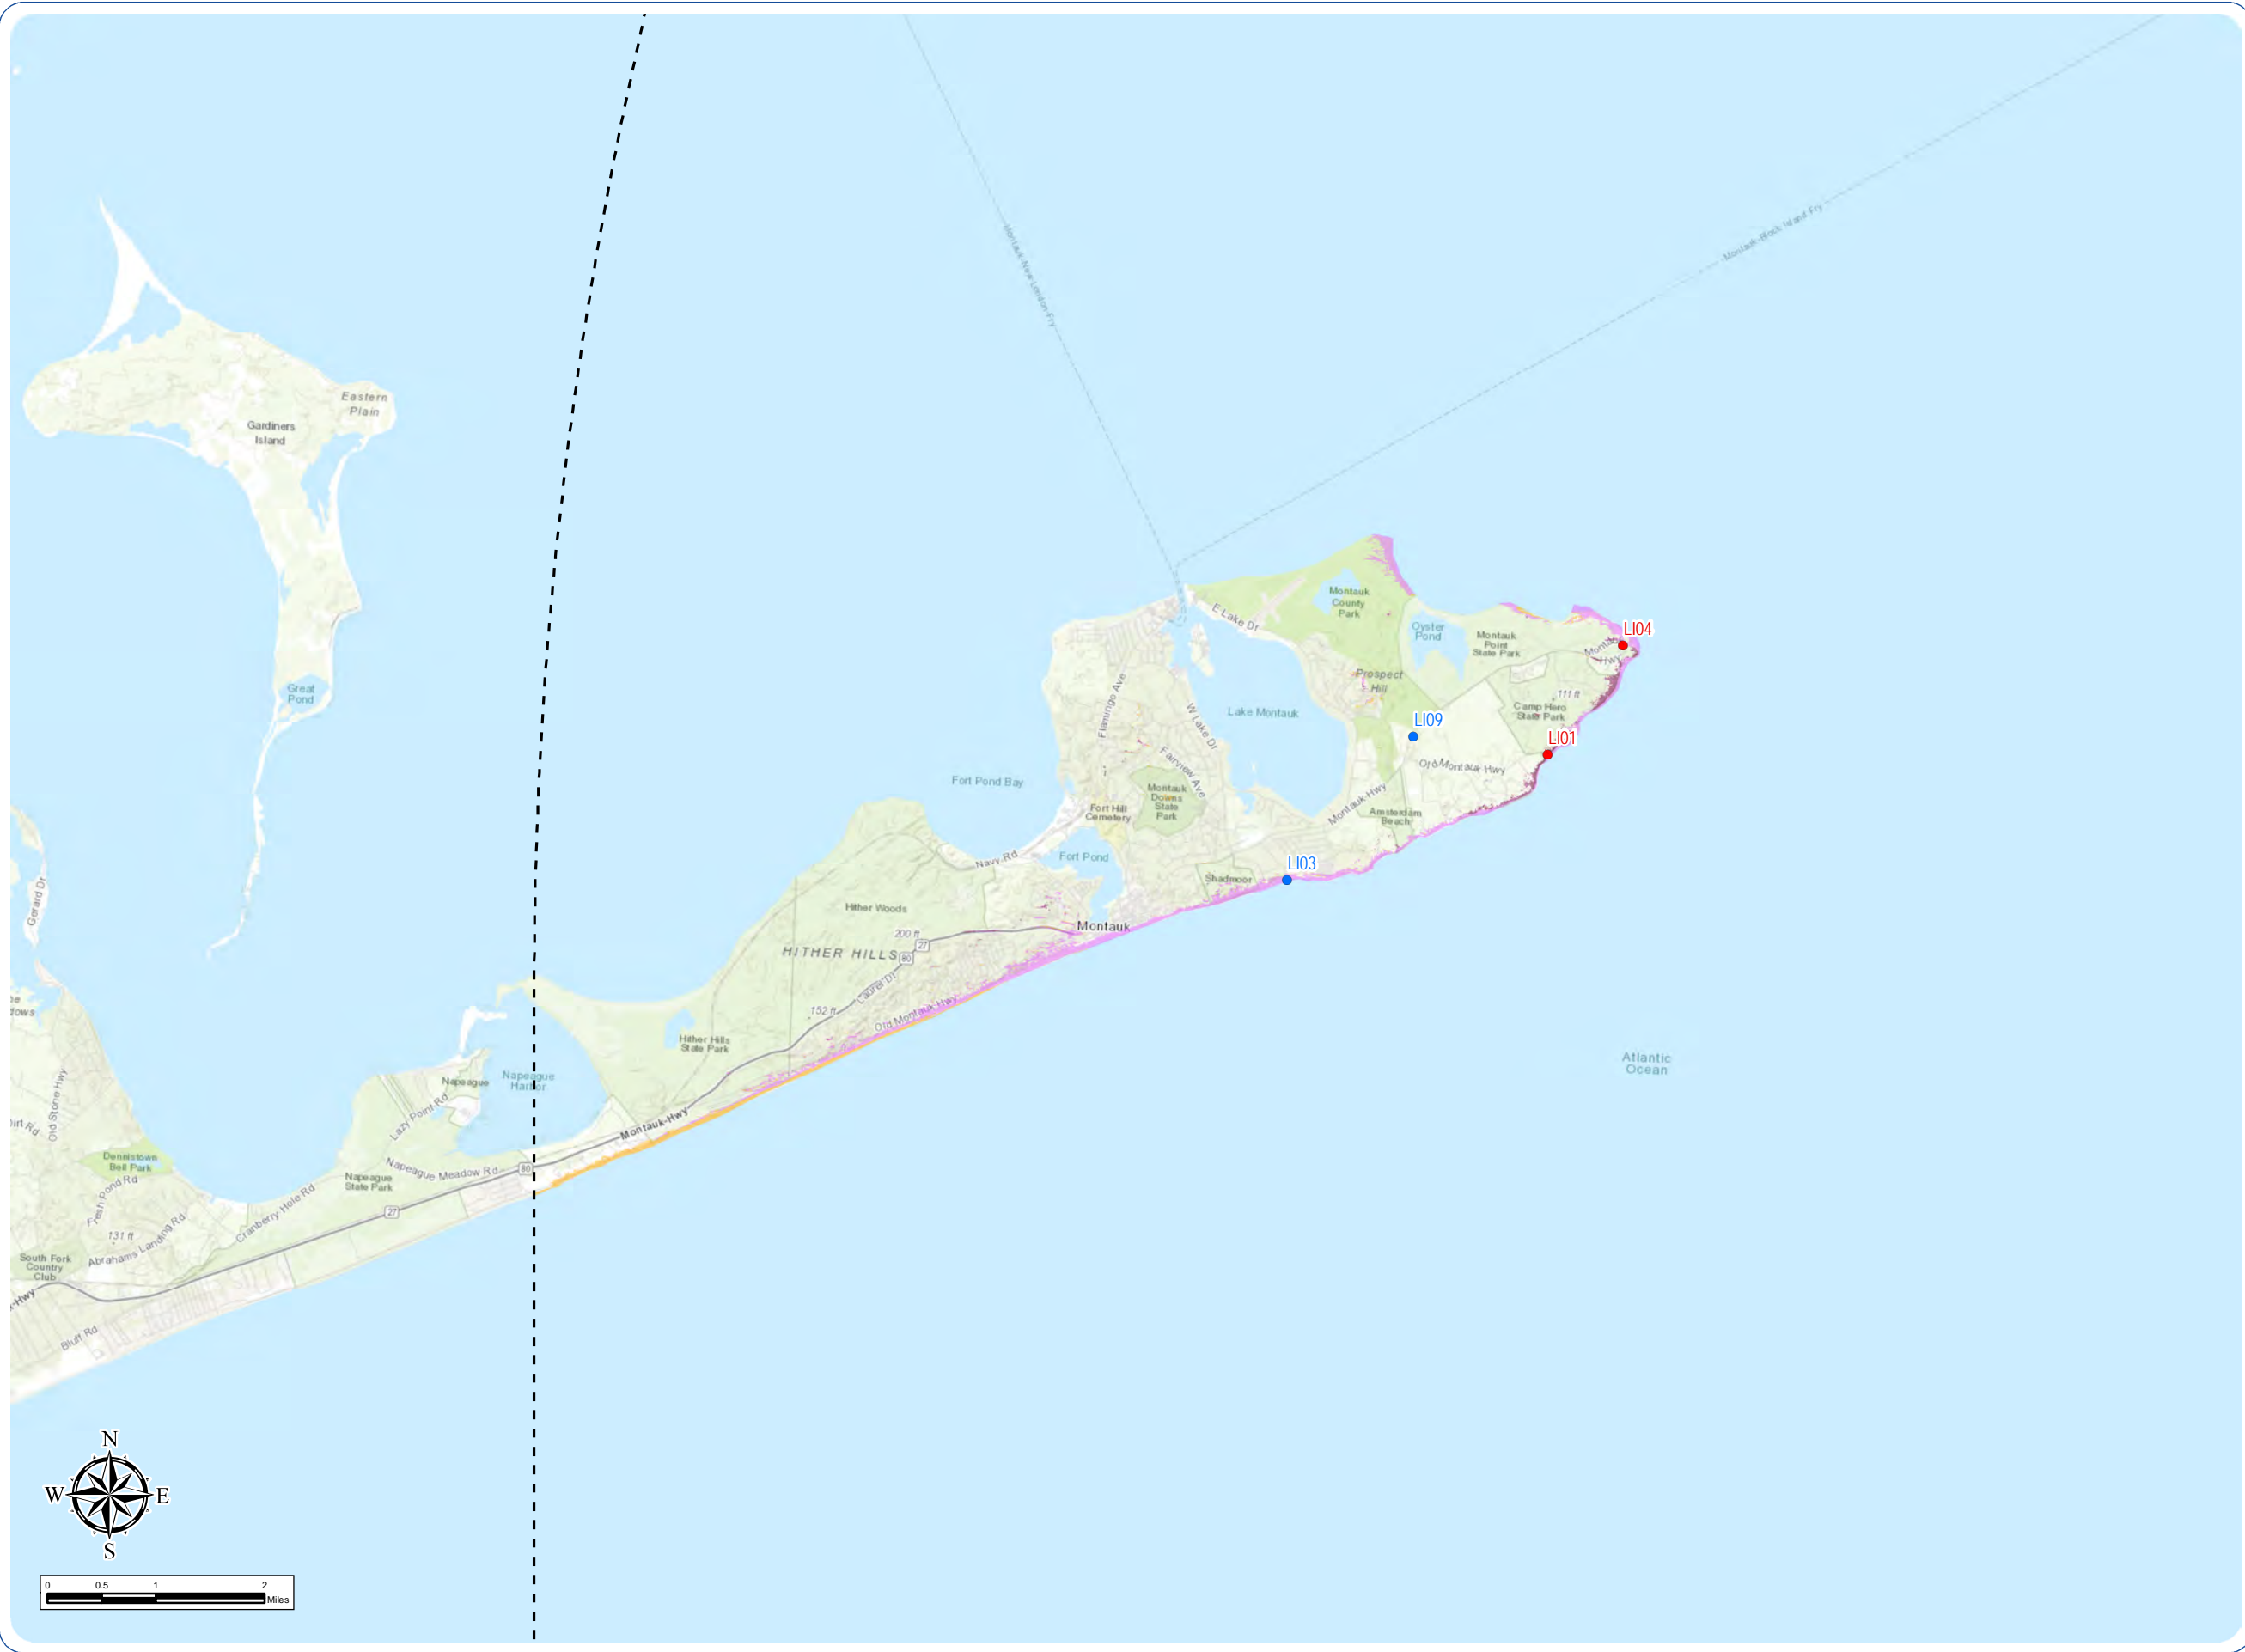 Montauk-New London Fry
Montauk-Block Island Fry
Eastern
Plain
Gardiners
Island
Great
Pond
Montauk
County
Park
E Lake Dr
Oyster
Pond
Montauk
Point
State Park
LI04
Montauk
Hwy
Prospect
Hill
111 ft
Camp Hero
State Park
Flamingo Ave
W Lake Dr
Lake Montauk
LI09
LI01
Old Montauk Hwy
Fairview Ave
Fort Pond Bay
Montauk
Downs
State
Park
Fort Hill
Cemetery
Montauk-Hwy
Amsterdam
Beach
Navy-Rd
Fort Pond
LI03
Shadmoor
Gerard Dr
Hither Woods
Montauk
200 ft
27
HITHER HILLS
80
Laurel Dr
152 ft
Old Montauk-Hwy
Hither Hills
State Park
Atlantic
Ocean
Napeague
Napeague
Harbor
Lazy Point Rd
Old Stone Hwy
Montauk-Hwy
Dennistown
Bell Park
Napeague Meadow Rd
80
Napeague
State Park
Fresh Pond Rd
Cranberry Hole Rd
27
131 ft
Abrahams Landing Rd
South Fork
Country
Club
-Hwy
Bluff Rd
N
W E
S
0 0.5 1 2
Miles